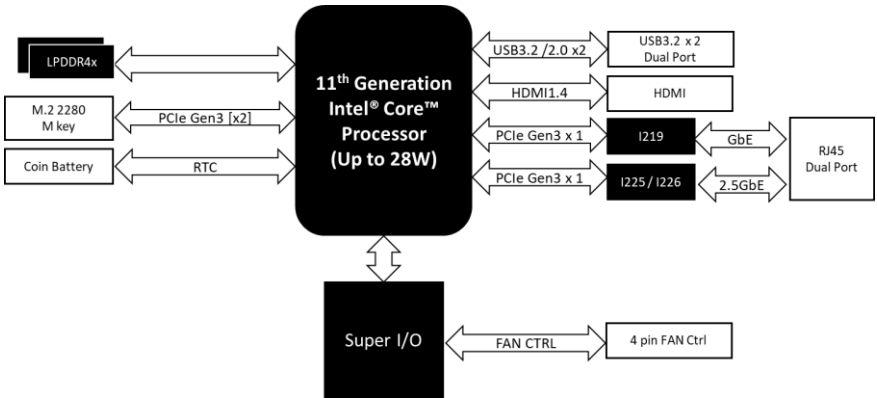 LPDDR4x
M.2 2280
M key
PCIe Gen3 [x2]
Coin Battery
RTC
11th Generation
Intel® Core™
Processor
(Up to 28W)
USB3.2 /2.0 x2
USB3.2 x 2
Dual Port
HDMI1.4
HDMI
PCIe Gen3 x 1
I219
GbE
PCIe Gen3 x 1
I225 / I226
2.5GbE
RJ45
Dual Port
Super I/O
FAN CTRL
4 pin FAN Ctrl